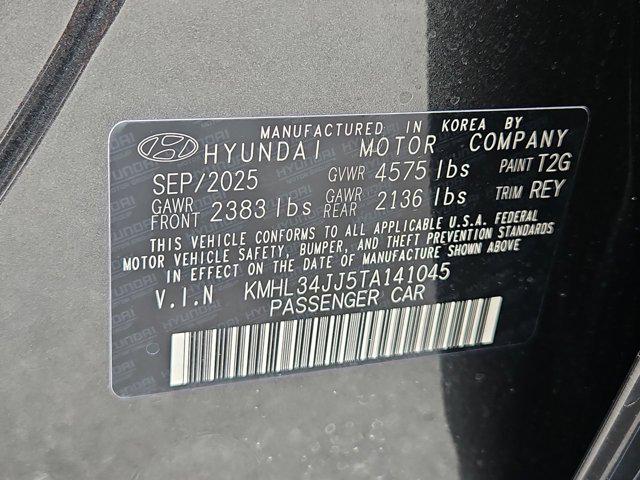 MANUFACTURED IN KOREA BY
HYUNDAI MOTOR COMPANY
SEP/2025 GVWR 4575 lbs PAINT T2G
GAWR FRONT 2383 lbs GAWR REAR 2136 lbs TRIM REY
THIS VEHICLE CONFORMS TO ALL APPLICABLE U.S.A. FEDERAL
MOTOR VEHICLE SAFETY, BUMPER, AND THEFT PREVENTION STANDARDS
IN EFFECT ON THE DATE OF MANUFACTURE SHOWN ABOVE
V.I.N KMHL34JJ5TA141045
PASSENGER CAR